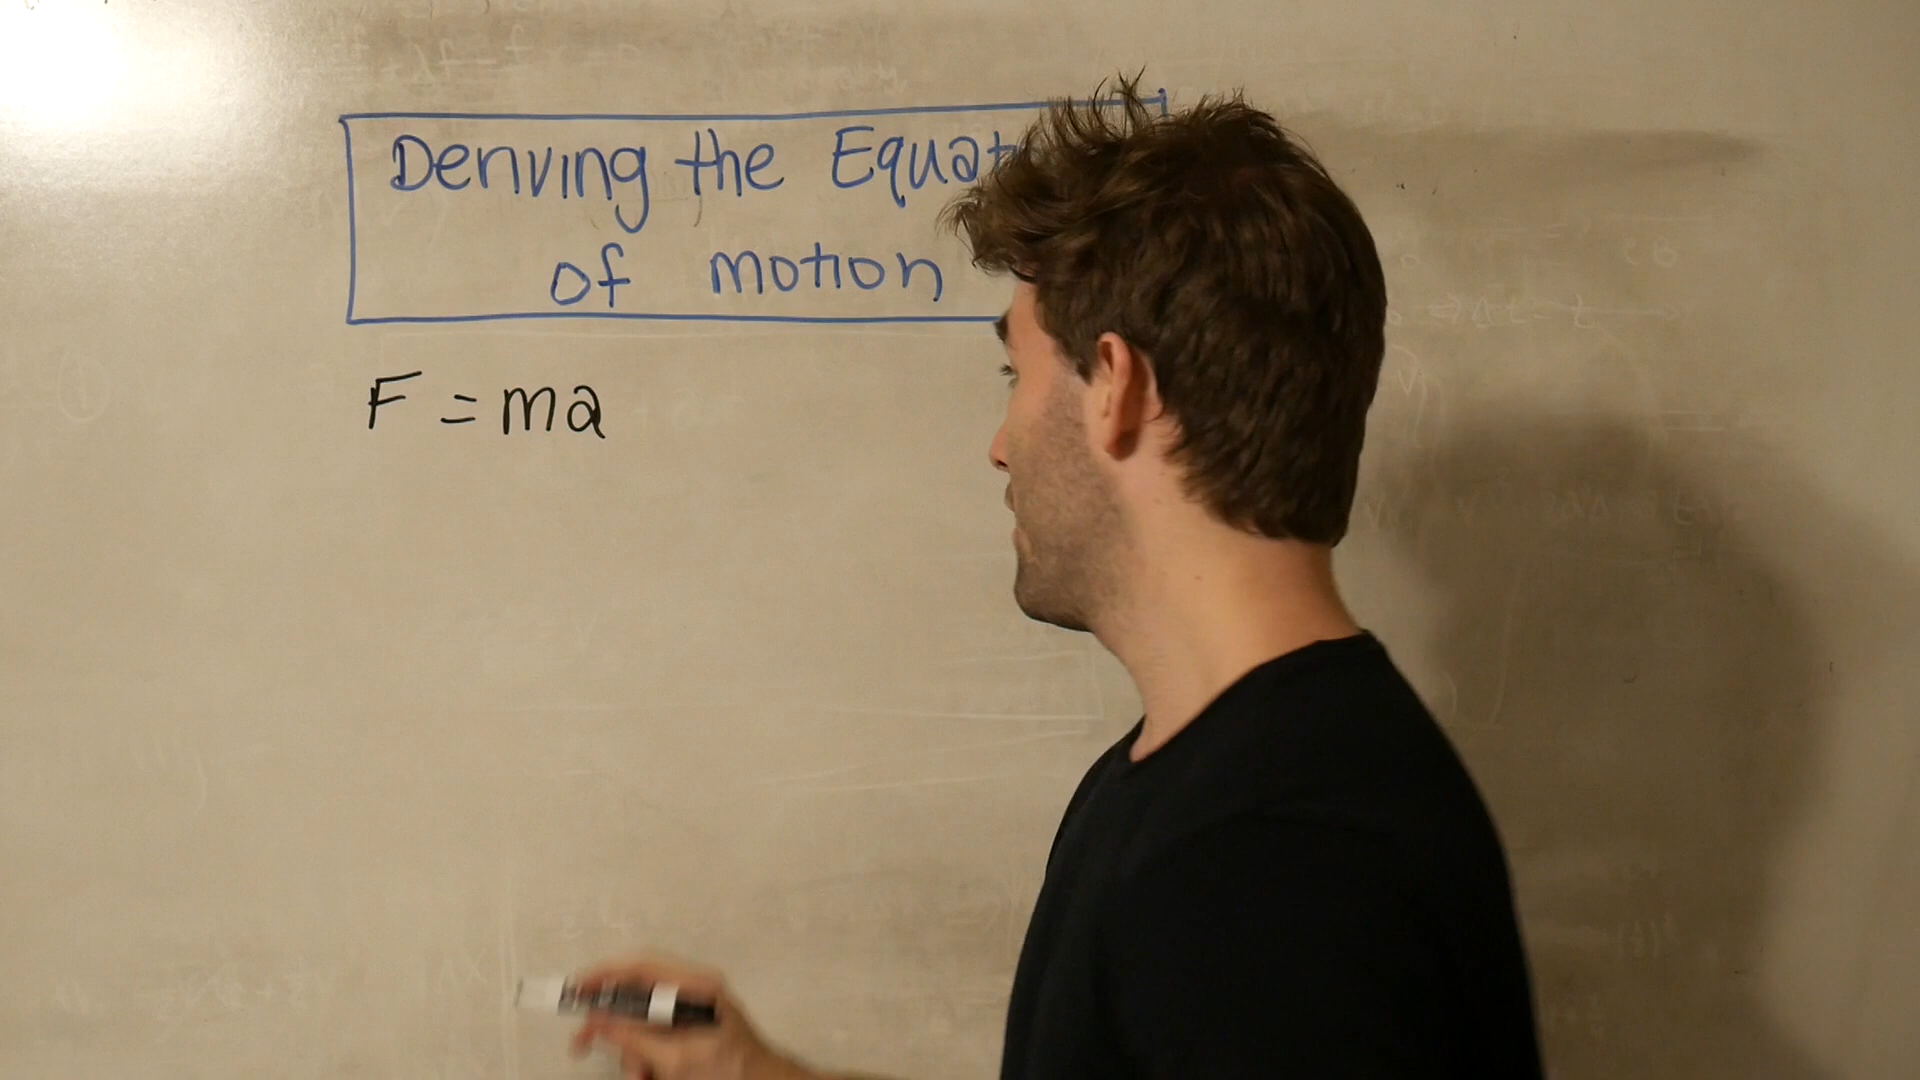 Deriving the Equat
of motion
F = ma